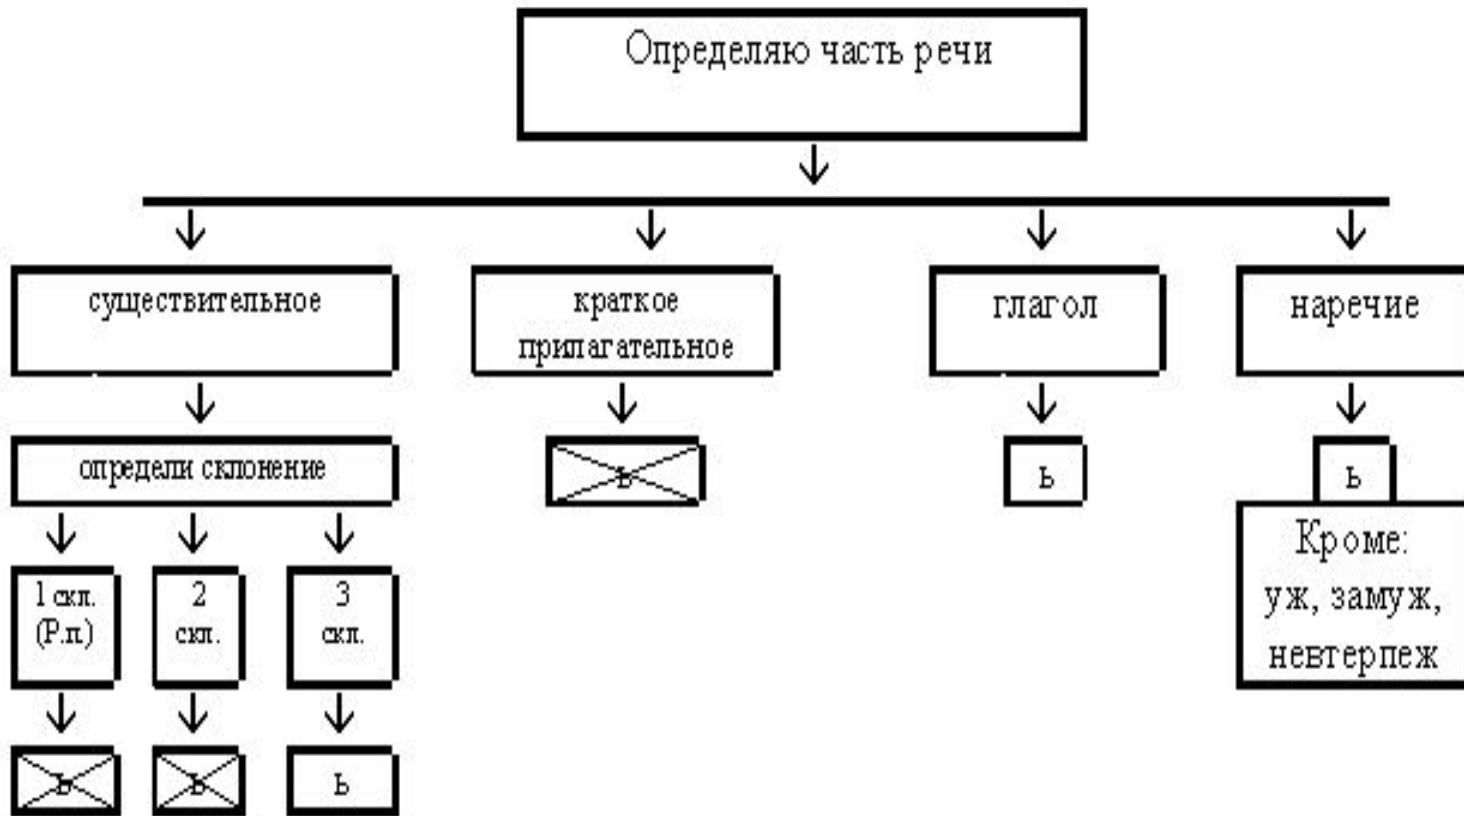 Определяю часть речи
существительное
краткое
прилагательное
глагол
наречие
определи склонение
ь
ь
ь
Кроме:
уж, замуж,
невтерпеж
1 скл.
(Р.п.)
2
скл.
3
скл.
ь
ь
ь